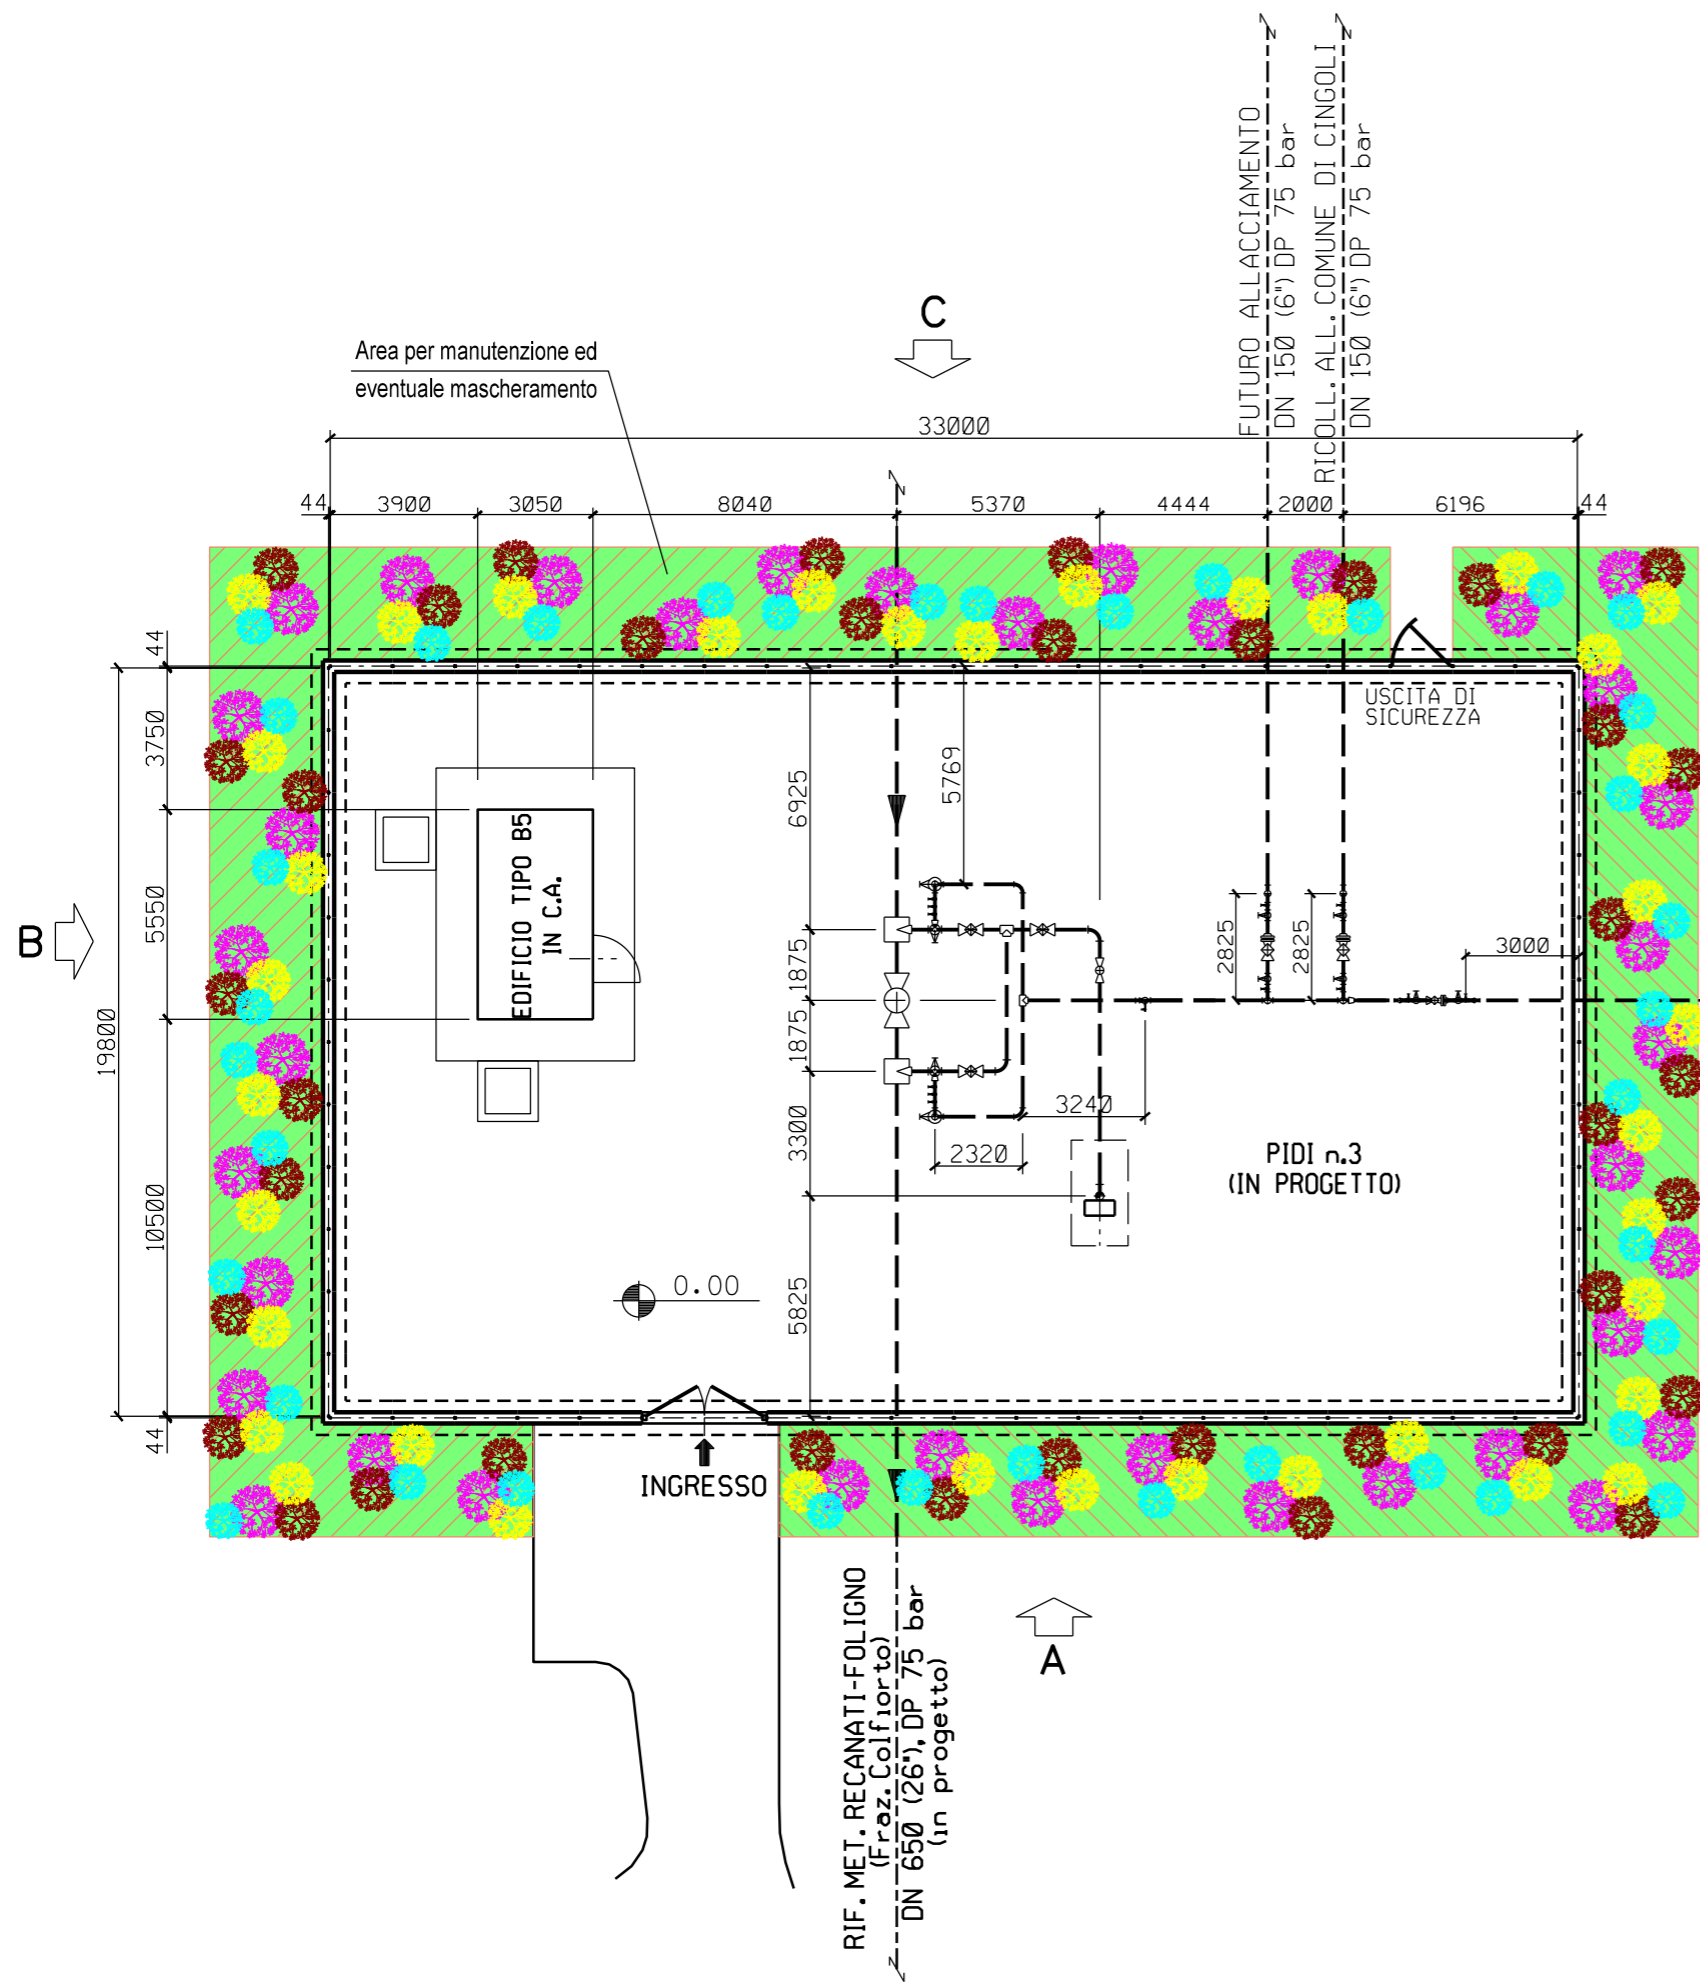 FUTURO ALLACCIAMENTO
DN 150 (6") DP 75 bar
RICOLL. ALL. COMUNE DI CINGOLI
DN 150 (6") DP 75 bar
C
Area per manutenzione ed
eventuale mascheramento
33000
44
3900
3050
8040
5370
4444
2000
6196
44
44
USCITA DI
SICUREZZA
3750
5550
19800
10500
44
B
EDIFICIO TIPO B5
IN C.A.
6925
5769
1875
1875
3300
5825
2825
2825
3000
3240
2320
PIDI n.3
(IN PROGETTO)
0.00
INGRESSO
A
RIF. MET. RECANATI-FOLIGNO
(Fraz. Colfiorto)
DN 650 (26"), DP 75 bar
(in progetto)